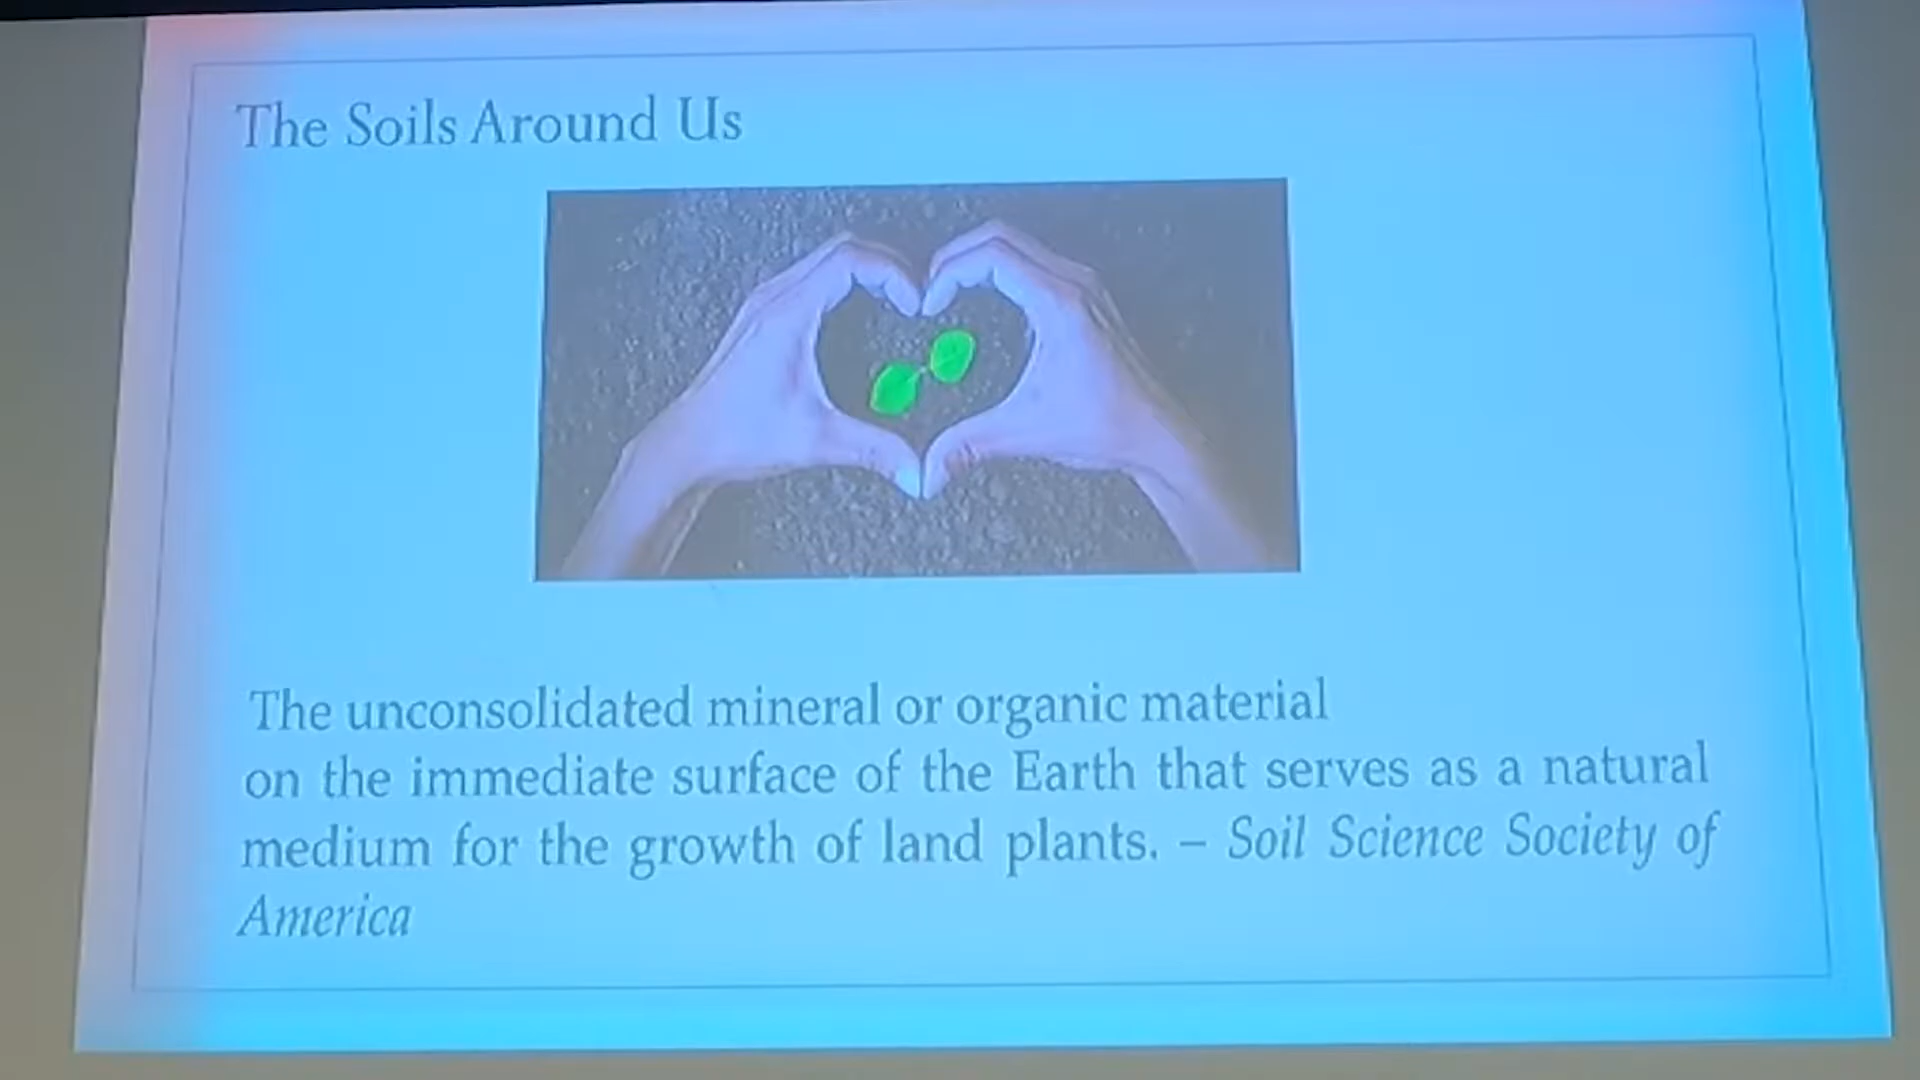 The Soils Around Us
The unconsolidated mineral or organic material
on the immediate surface of the Earth that serves as a natural
medium for the growth of land plants. – Soil Science Society of
America